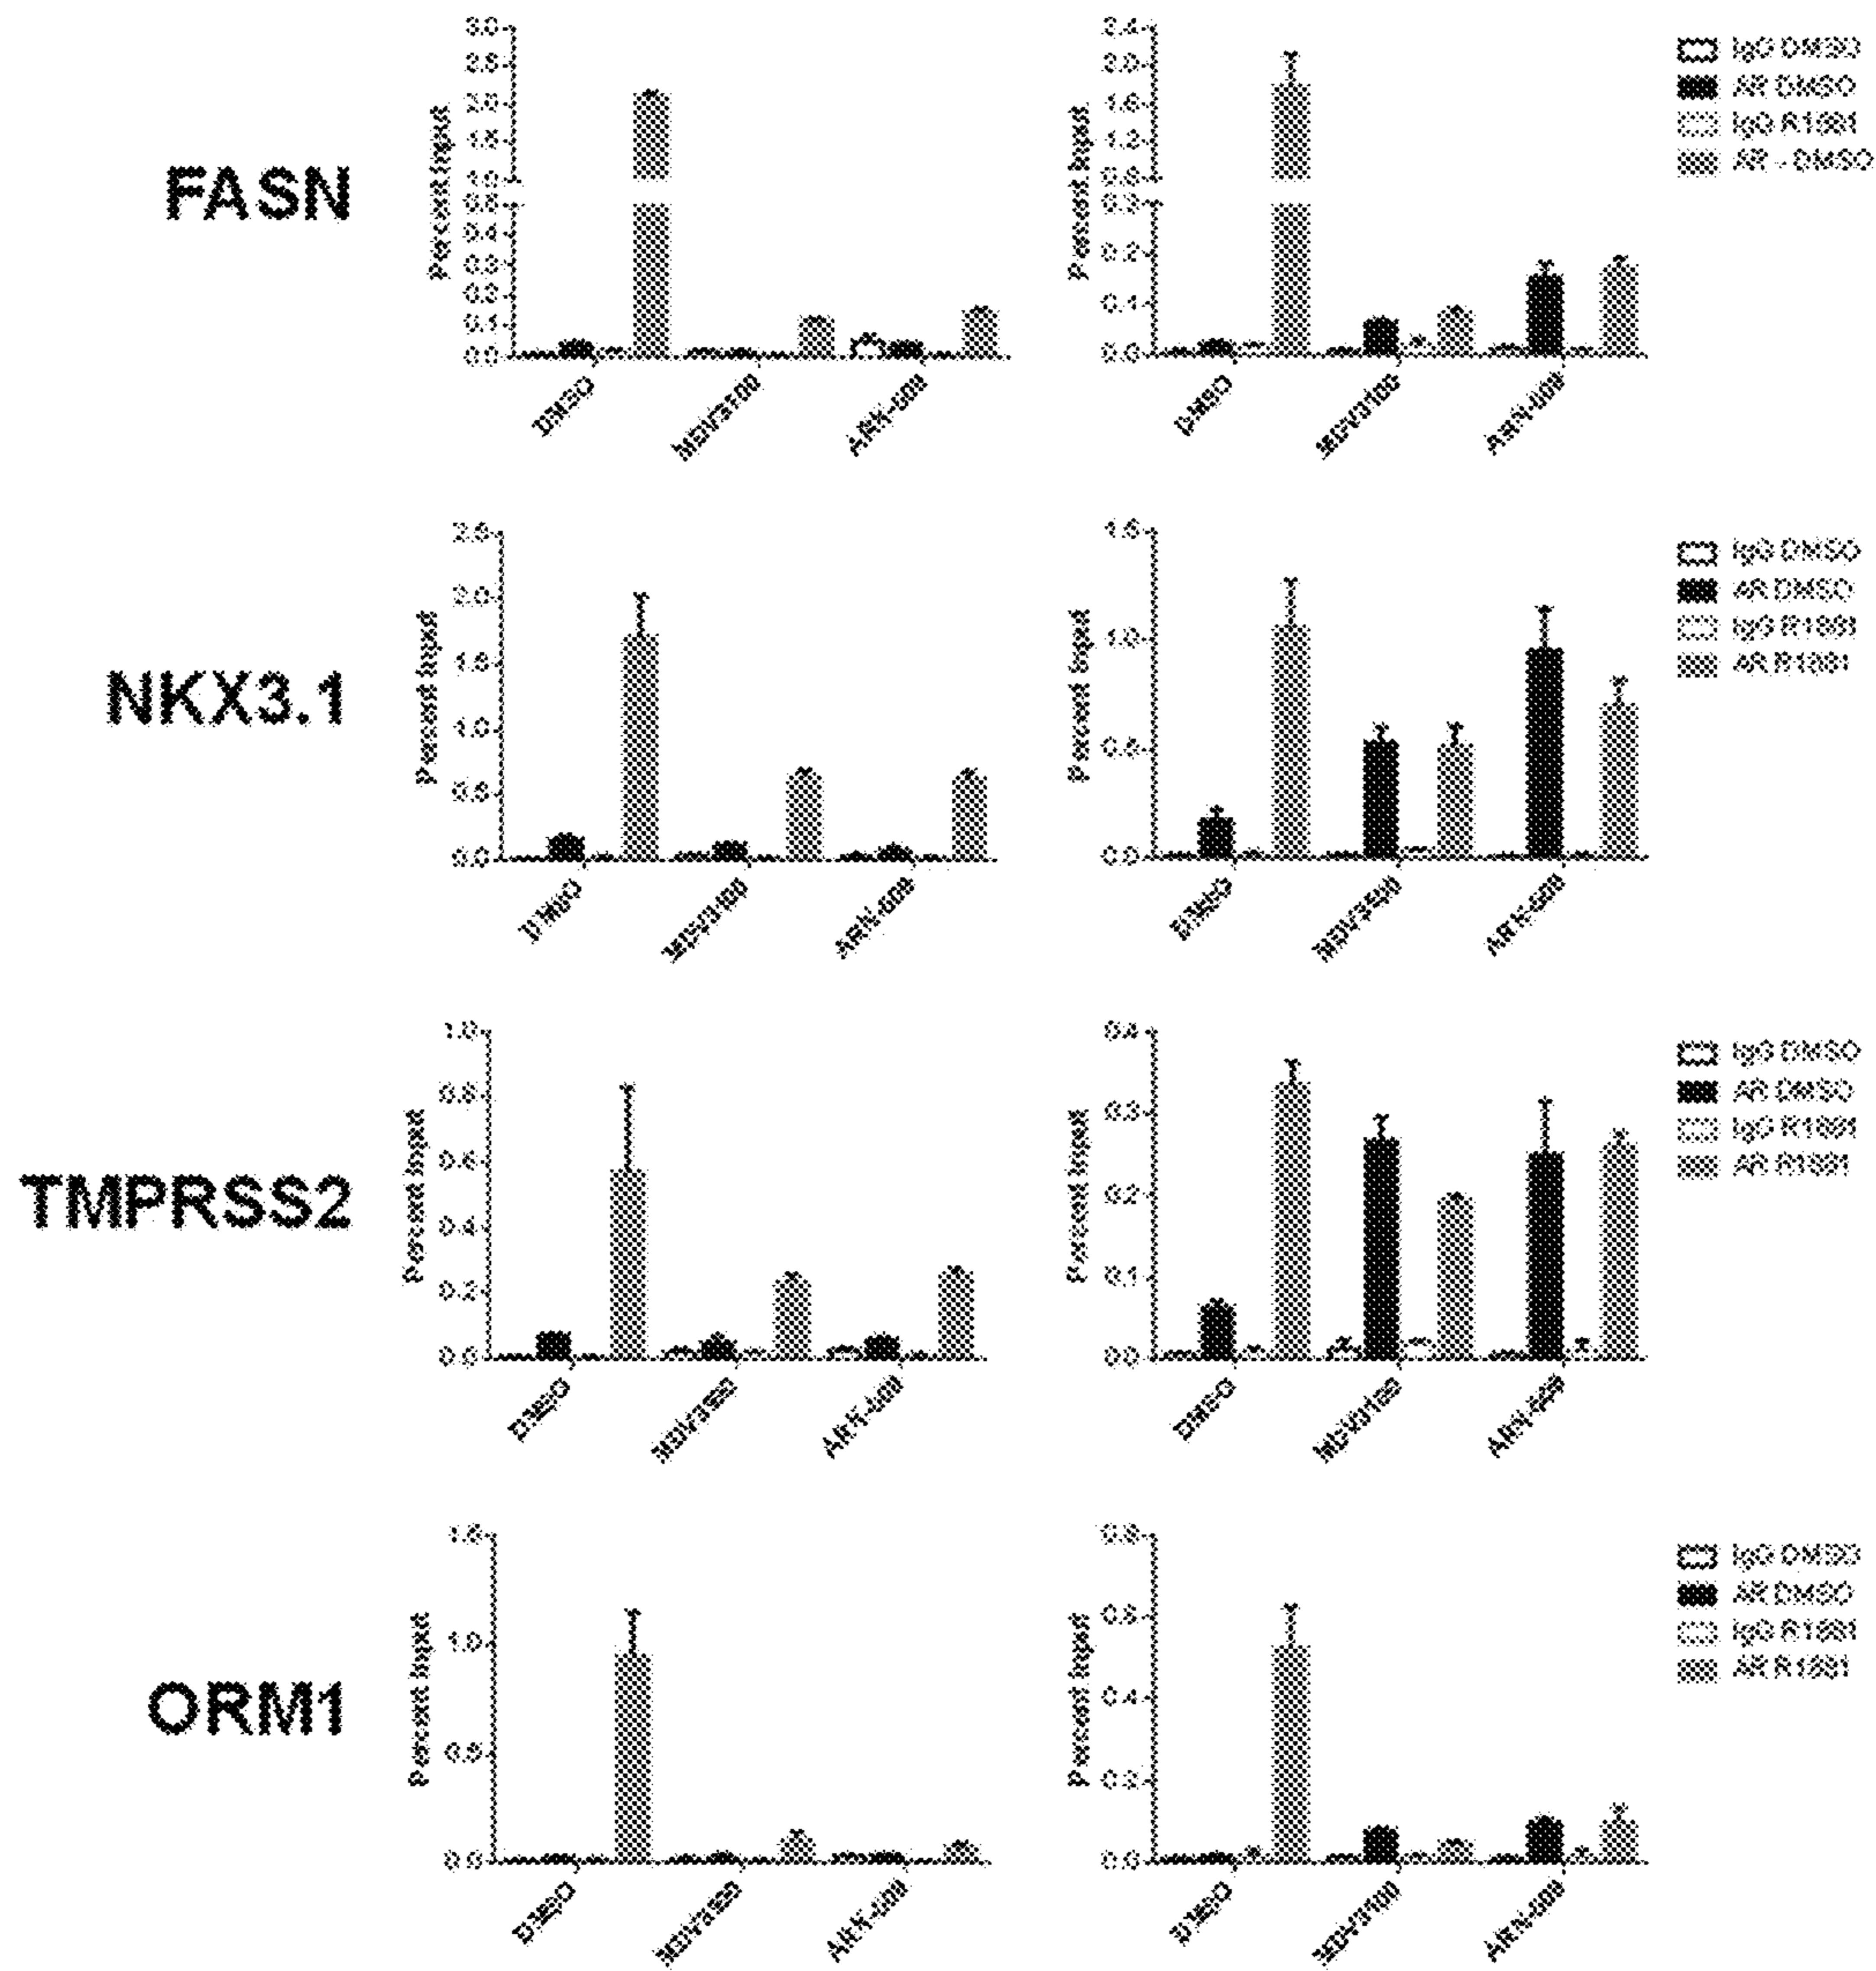 FASN
Percent Input
3.0
2.5
2.0
1.5
1.0
0.5
0.4
0.3
0.2
0.1
0.0
DMSO
MDV3100
ARN-509
Percent Input
2.4
2.0
1.6
1.2
0.8
0.3
0.2
0.1
0.0
DMSO
MDV3100
ARN-509
IgG DMSO
AR DMSO
IgG R1881
AR - DMSO
NKX3.1
Percent Input
2.5
2.0
1.5
1.0
0.5
0.0
DMSO
MDV3100
ARN-509
Percent Input
1.5
1.0
0.5
0.0
DMSO
MDV3100
ARN-509
IgG DMSO
AR DMSO
IgG R1881
AR R1881
TMPRSS2
Percent Input
1.0
0.8
0.6
0.4
0.2
0.0
DMSO
MDV3100
ARN-509
Percent Input
0.4
0.3
0.2
0.1
0.0
DMSO
MDV3100
ARN-509
IgG DMSO
AR DMSO
IgG R1881
AR R1881
ORM1
Percent Input
1.5
1.0
0.5
0.0
DMSO
MDV3100
ARN-509
Percent Input
0.8
0.6
0.4
0.2
0.0
DMSO
MDV3100
ARN-509
IgG DMSO
AR DMSO
IgG R1881
AR R1881